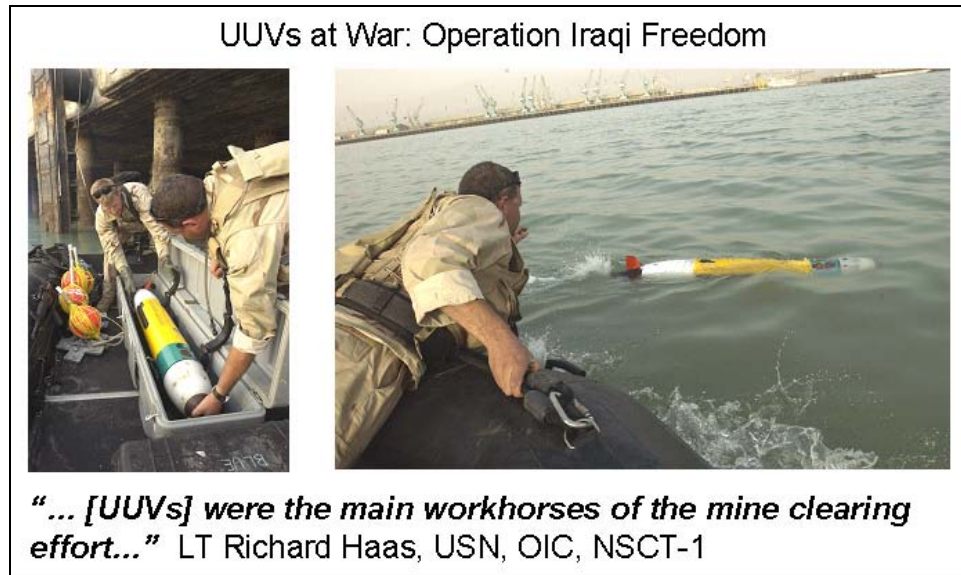 UUVs at War: Operation Iraqi Freedom
BLUE
“... [UUVs] were the main workhorses of the mine clearing
effort...” LT Richard Haas, USN, OIC, NSCT-1